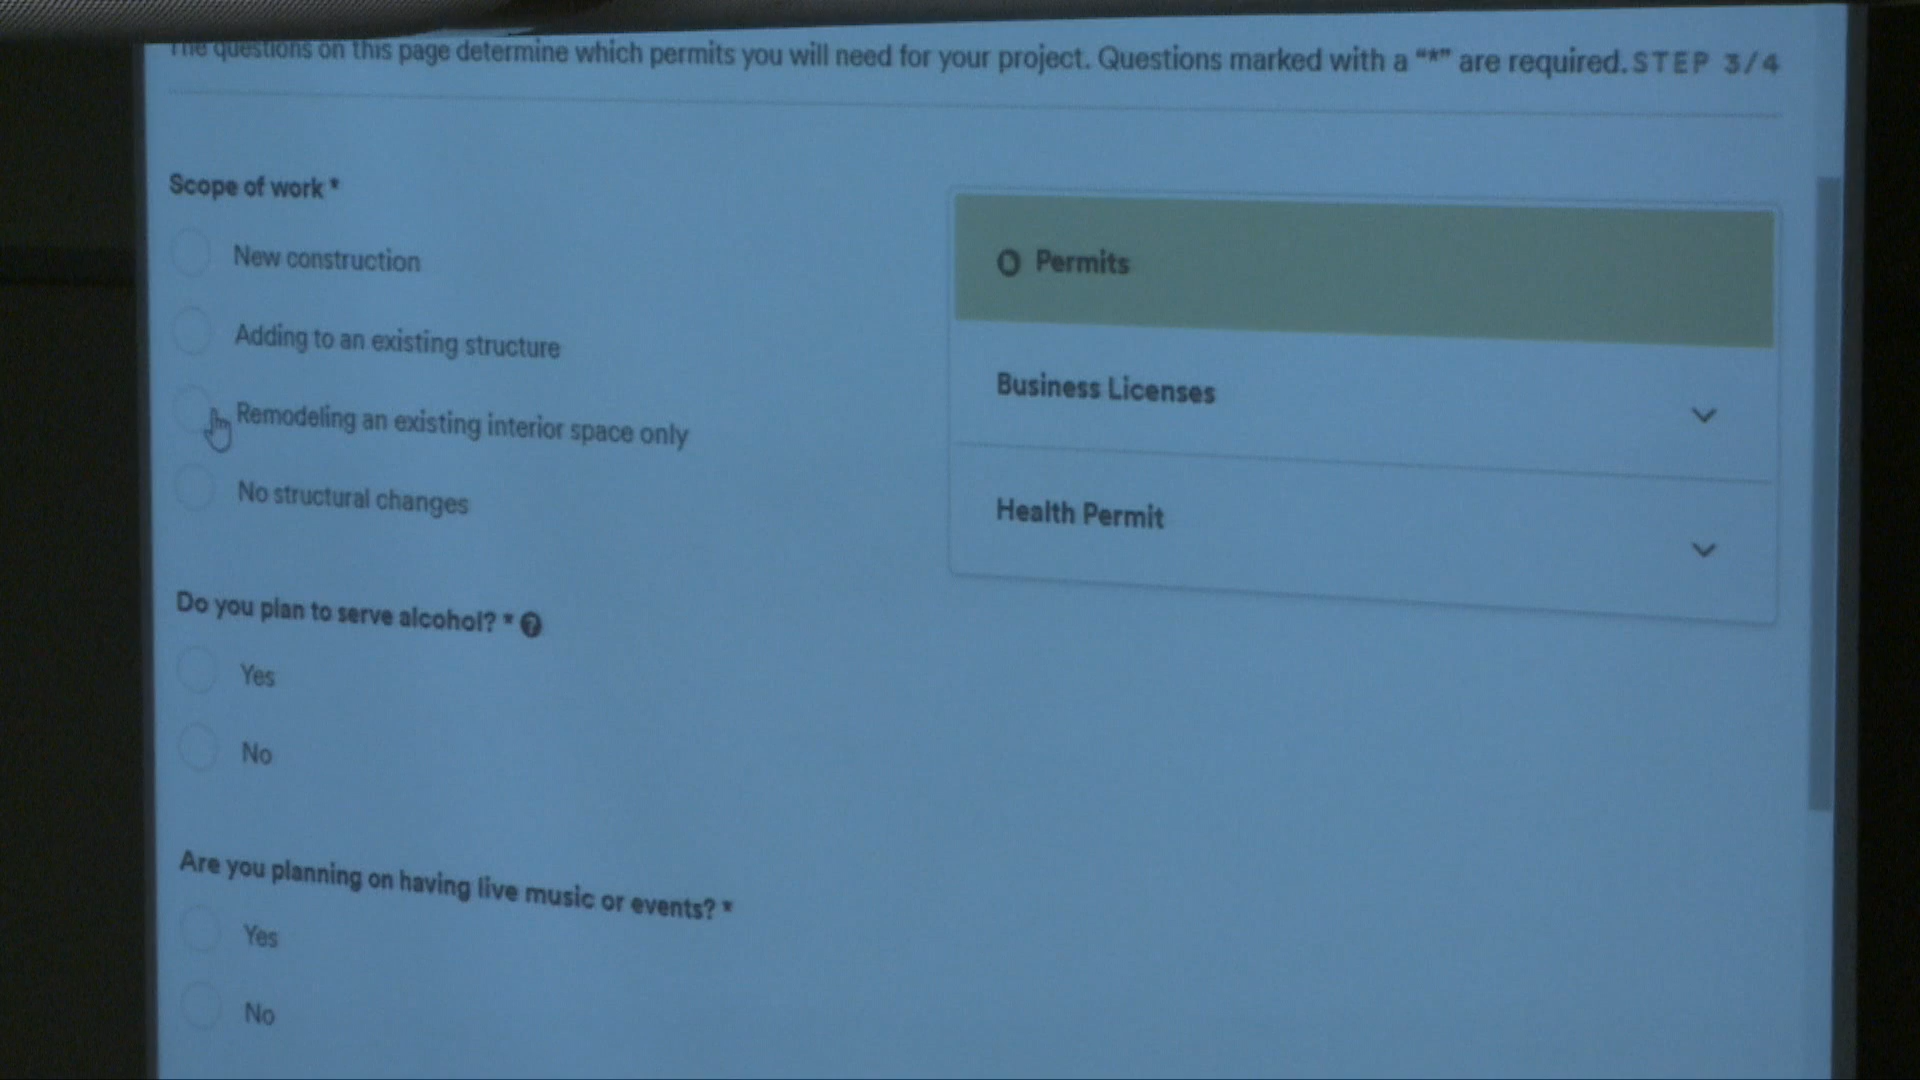 The questions on this page determine which permits you will need for your project. Questions marked with a “*” are required. STEP 3/4
Scope of work *
New construction
Adding to an existing structure
Remodeling an existing interior space only
No structural changes
Do you plan to serve alcohol? * ?
Yes
No
Are you planning on having live music or events? *
Yes
No
0 Permits
Business Licenses
Health Permit